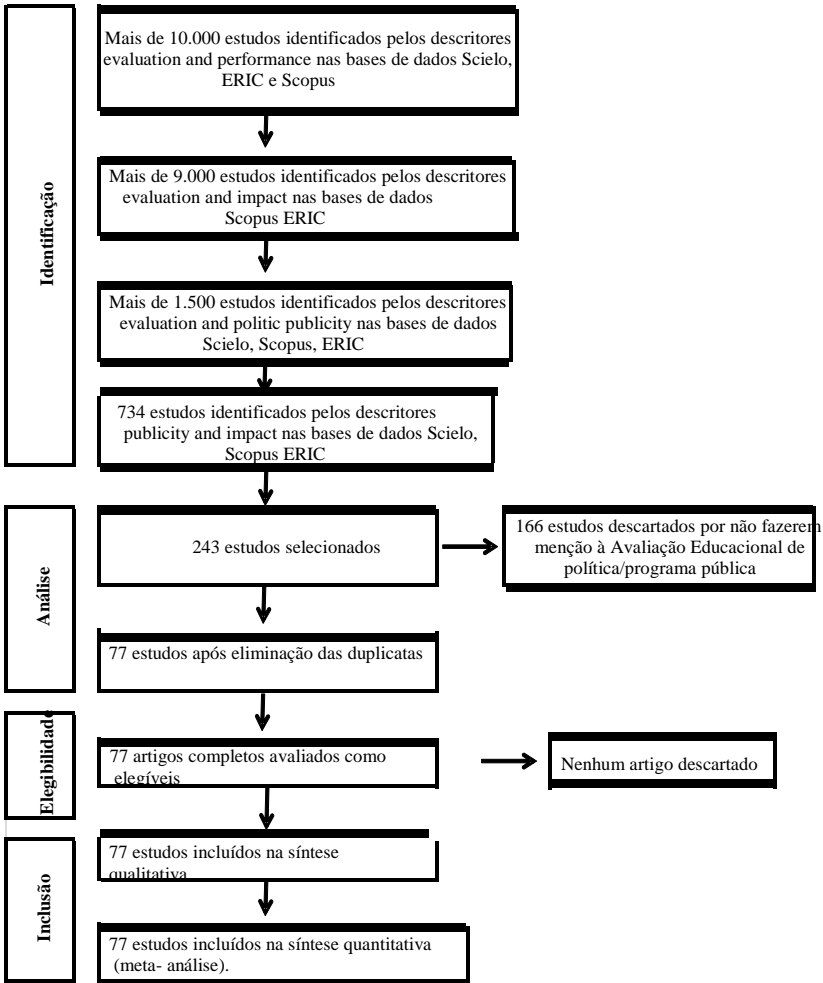 Identificação
Mais de 10.000 estudos identificados pelos descritores
evaluation and performance nas bases de dados Scielo,
ERIC e Scopus
Mais de 9.000 estudos identificados pelos descritores
evaluation and impact nas bases de dados
Scopus ERIC
Mais de 1.500 estudos identificados pelos descritores
evaluation and politic publicity nas bases de dados
Scielo, Scopus, ERIC
734 estudos identificados pelos descritores
publicity and impact nas bases de dados Scielo,
Scopus ERIC
Análise
243 estudos selecionados
166 estudos descartados por não fazerem
menção à Avaliação Educacional de
política/programa pública
77 estudos após eliminação das duplicatas
Elegibilidade
77 artigos completos avaliados como
elegíveis
Nenhum artigo descartado
Inclusão
77 estudos incluídos na síntese
qualitativa
77 estudos incluídos na síntese quantitativa
(meta- análise).